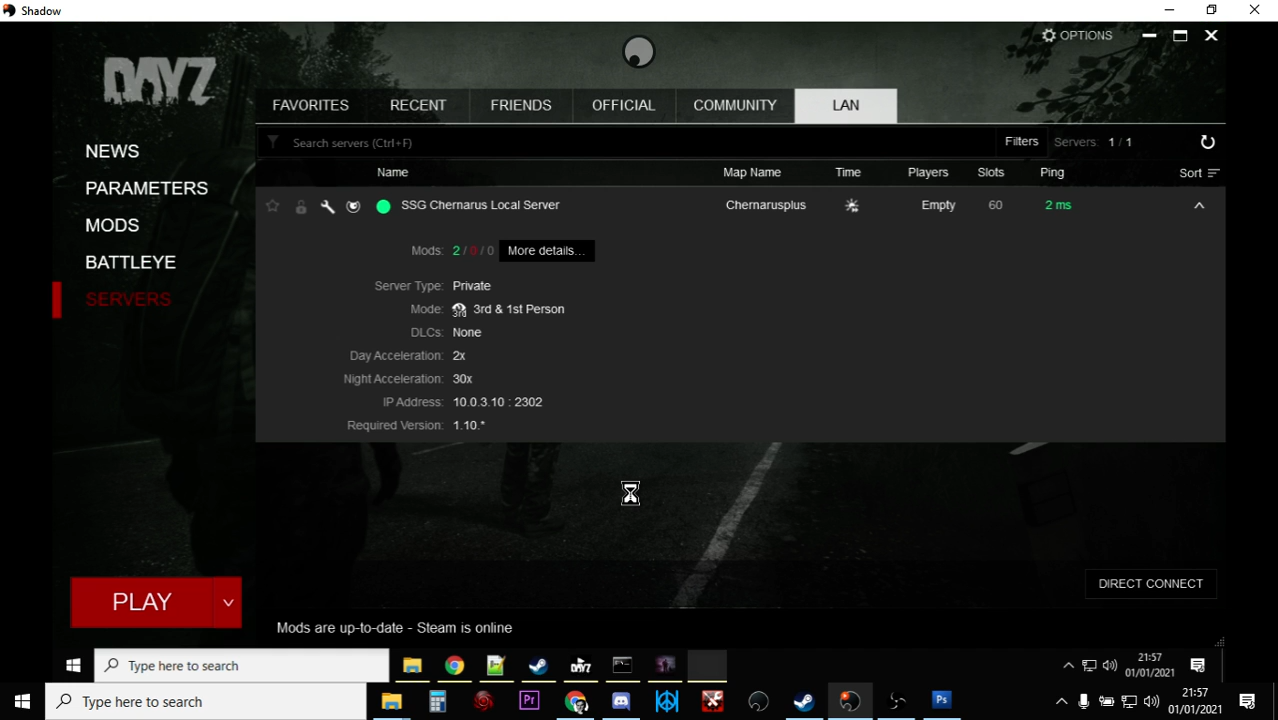 Shadow
OPTIONS
DAYZ
FAVORITES RECENT FRIENDS OFFICIAL COMMUNITY LAN
Search servers (Ctrl+F) Filters Servers: 1 / 1
NEWS
PARAMETERS
MODS
BATTLEYE
SERVERS
Name Map Name Time Players Slots Ping Sort
SSG Chernarus Local Server Chernarusplus Empty 60 2 ms
Mods: 2 / 0 / 0 More details...
Server Type: Private
Mode: 3rd 3rd & 1st Person
DLCs: None
Day Acceleration: 2x
Night Acceleration: 30x
IP Address: 10.0.3.10 : 2302
Required Version: 1.10.*
DIRECT CONNECT
PLAY
Mods are up-to-date - Steam is online
Type here to search DAYZ 21:57
01/01/2021
Type here to search Pr Ps 21:57
01/01/2021